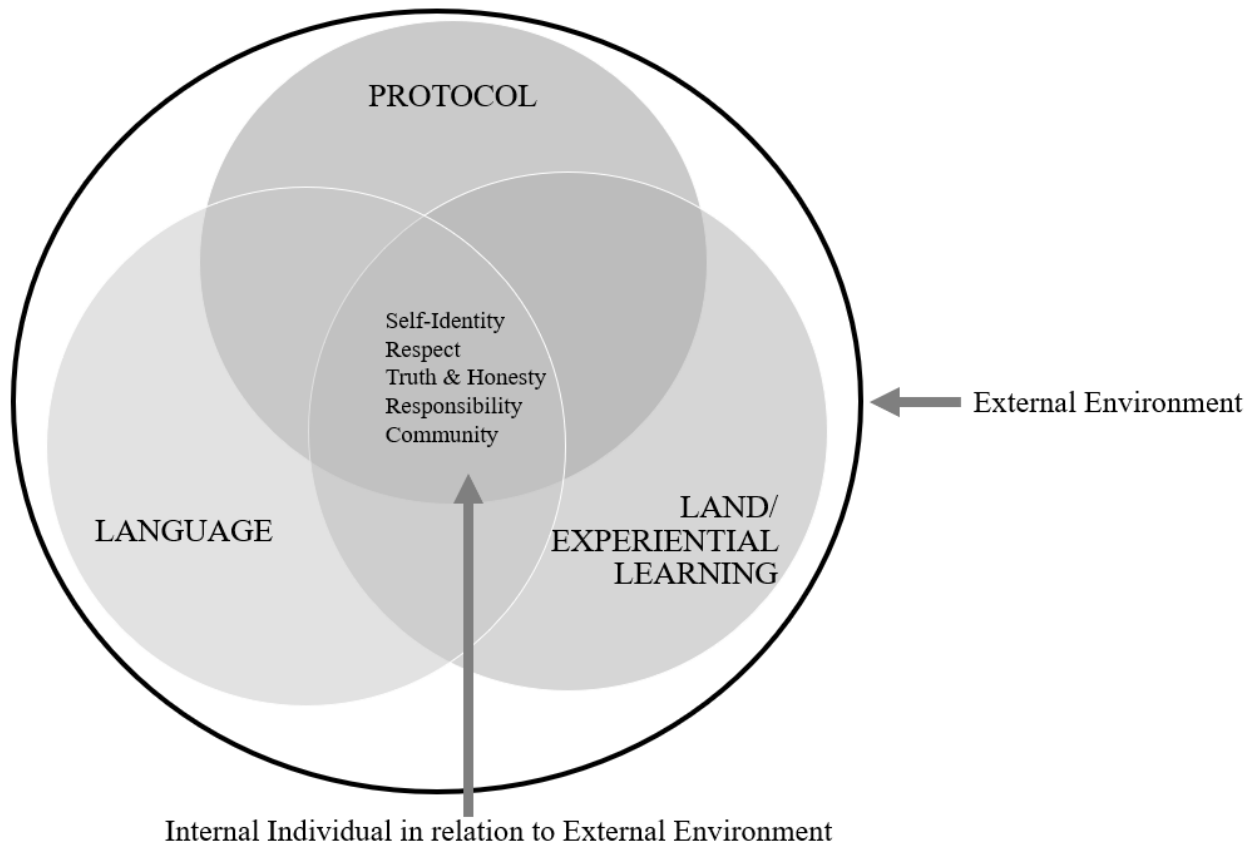 PROTOCOL
Self-Identity
Respect
Truth & Honesty
Responsibility
Community
External Environment
LANGUAGE
LAND/
EXPERIENTIAL
LEARNING
Internal Individual in relation to External Environment